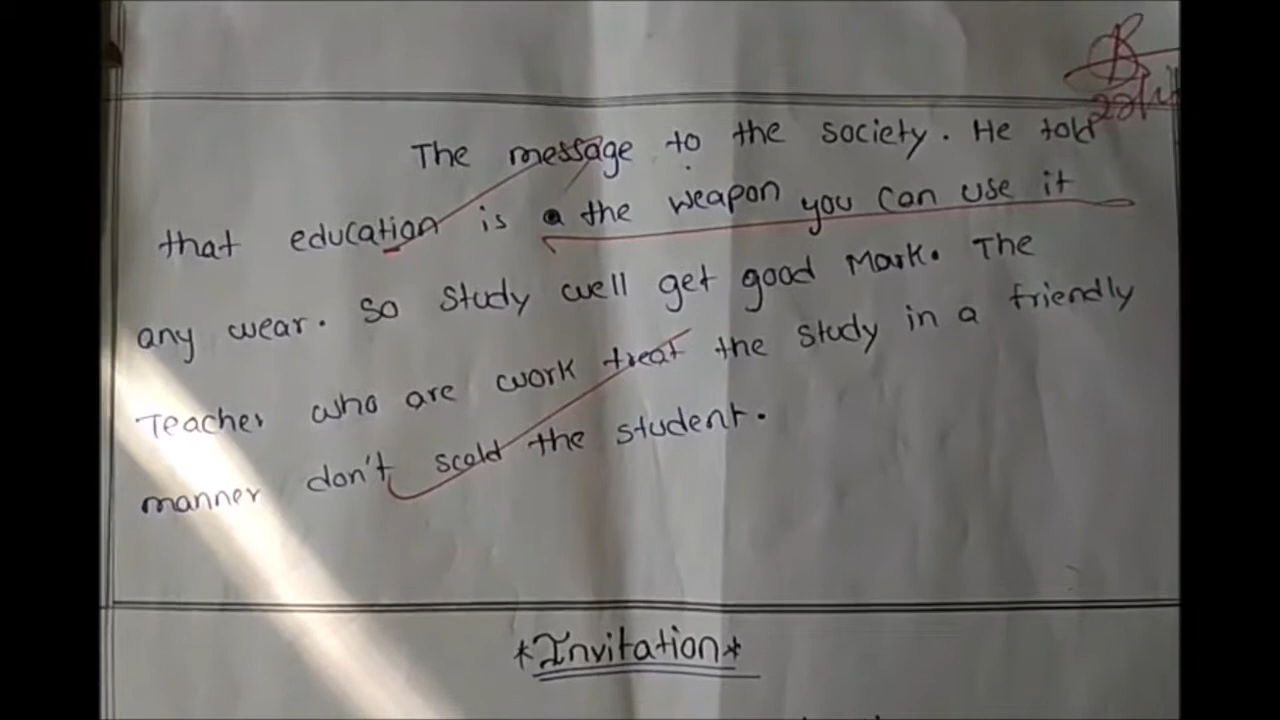 The message to the society. He told
that education is a the weapon you can use it
any wear. So study well get good Mark. The
Teacher who are work treat the study in a friendly
manner don't scold the student.
*Invitation*